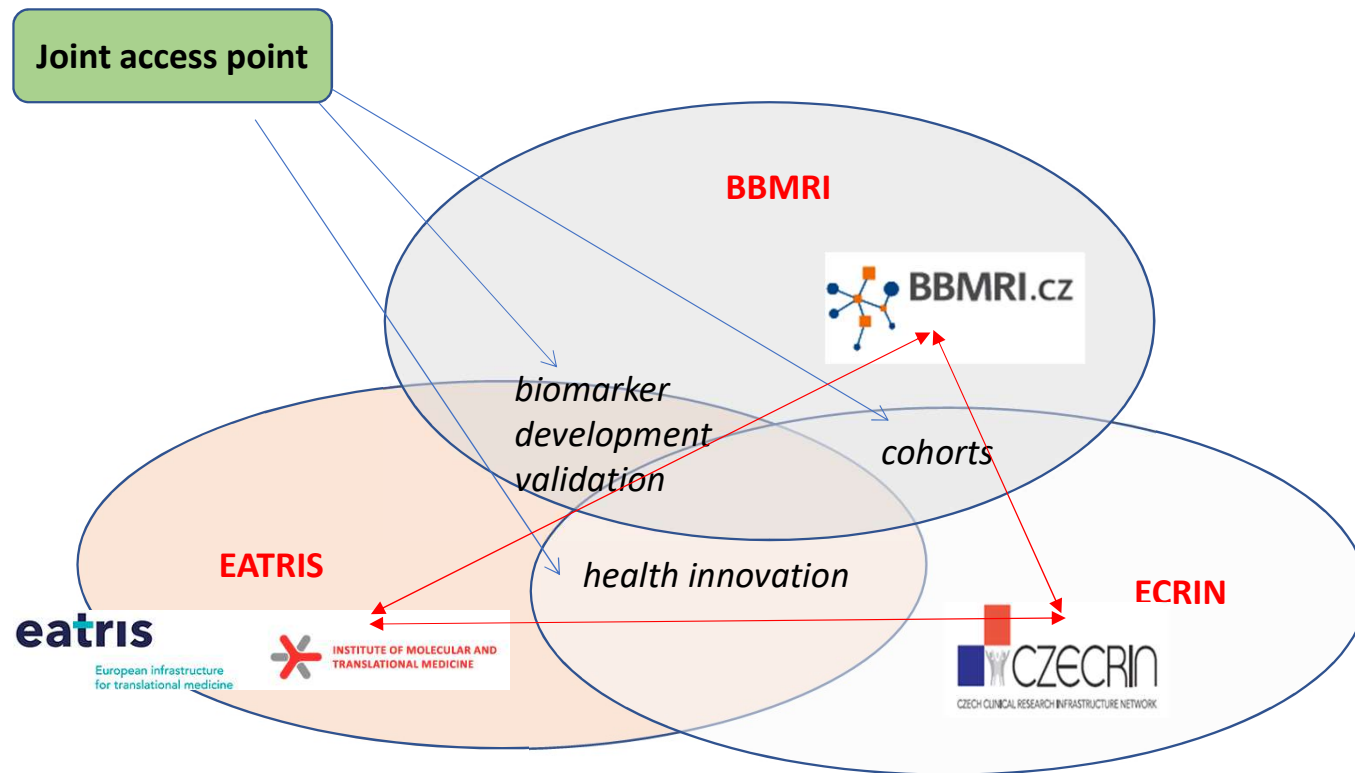 Joint access point
BBMRI
BBMRI.cz
biomarker
development
validation
cohorts
EATRIS
health innovation
ECRIN
eatris
European infrastructure
for translational medicine
INSTITUTE OF MOLECULAR AND
TRANSLATIONAL MEDICINE
CZECRIN
CZECH CLINICAL RESEARCH INFRASTRUCTURE NETWORK